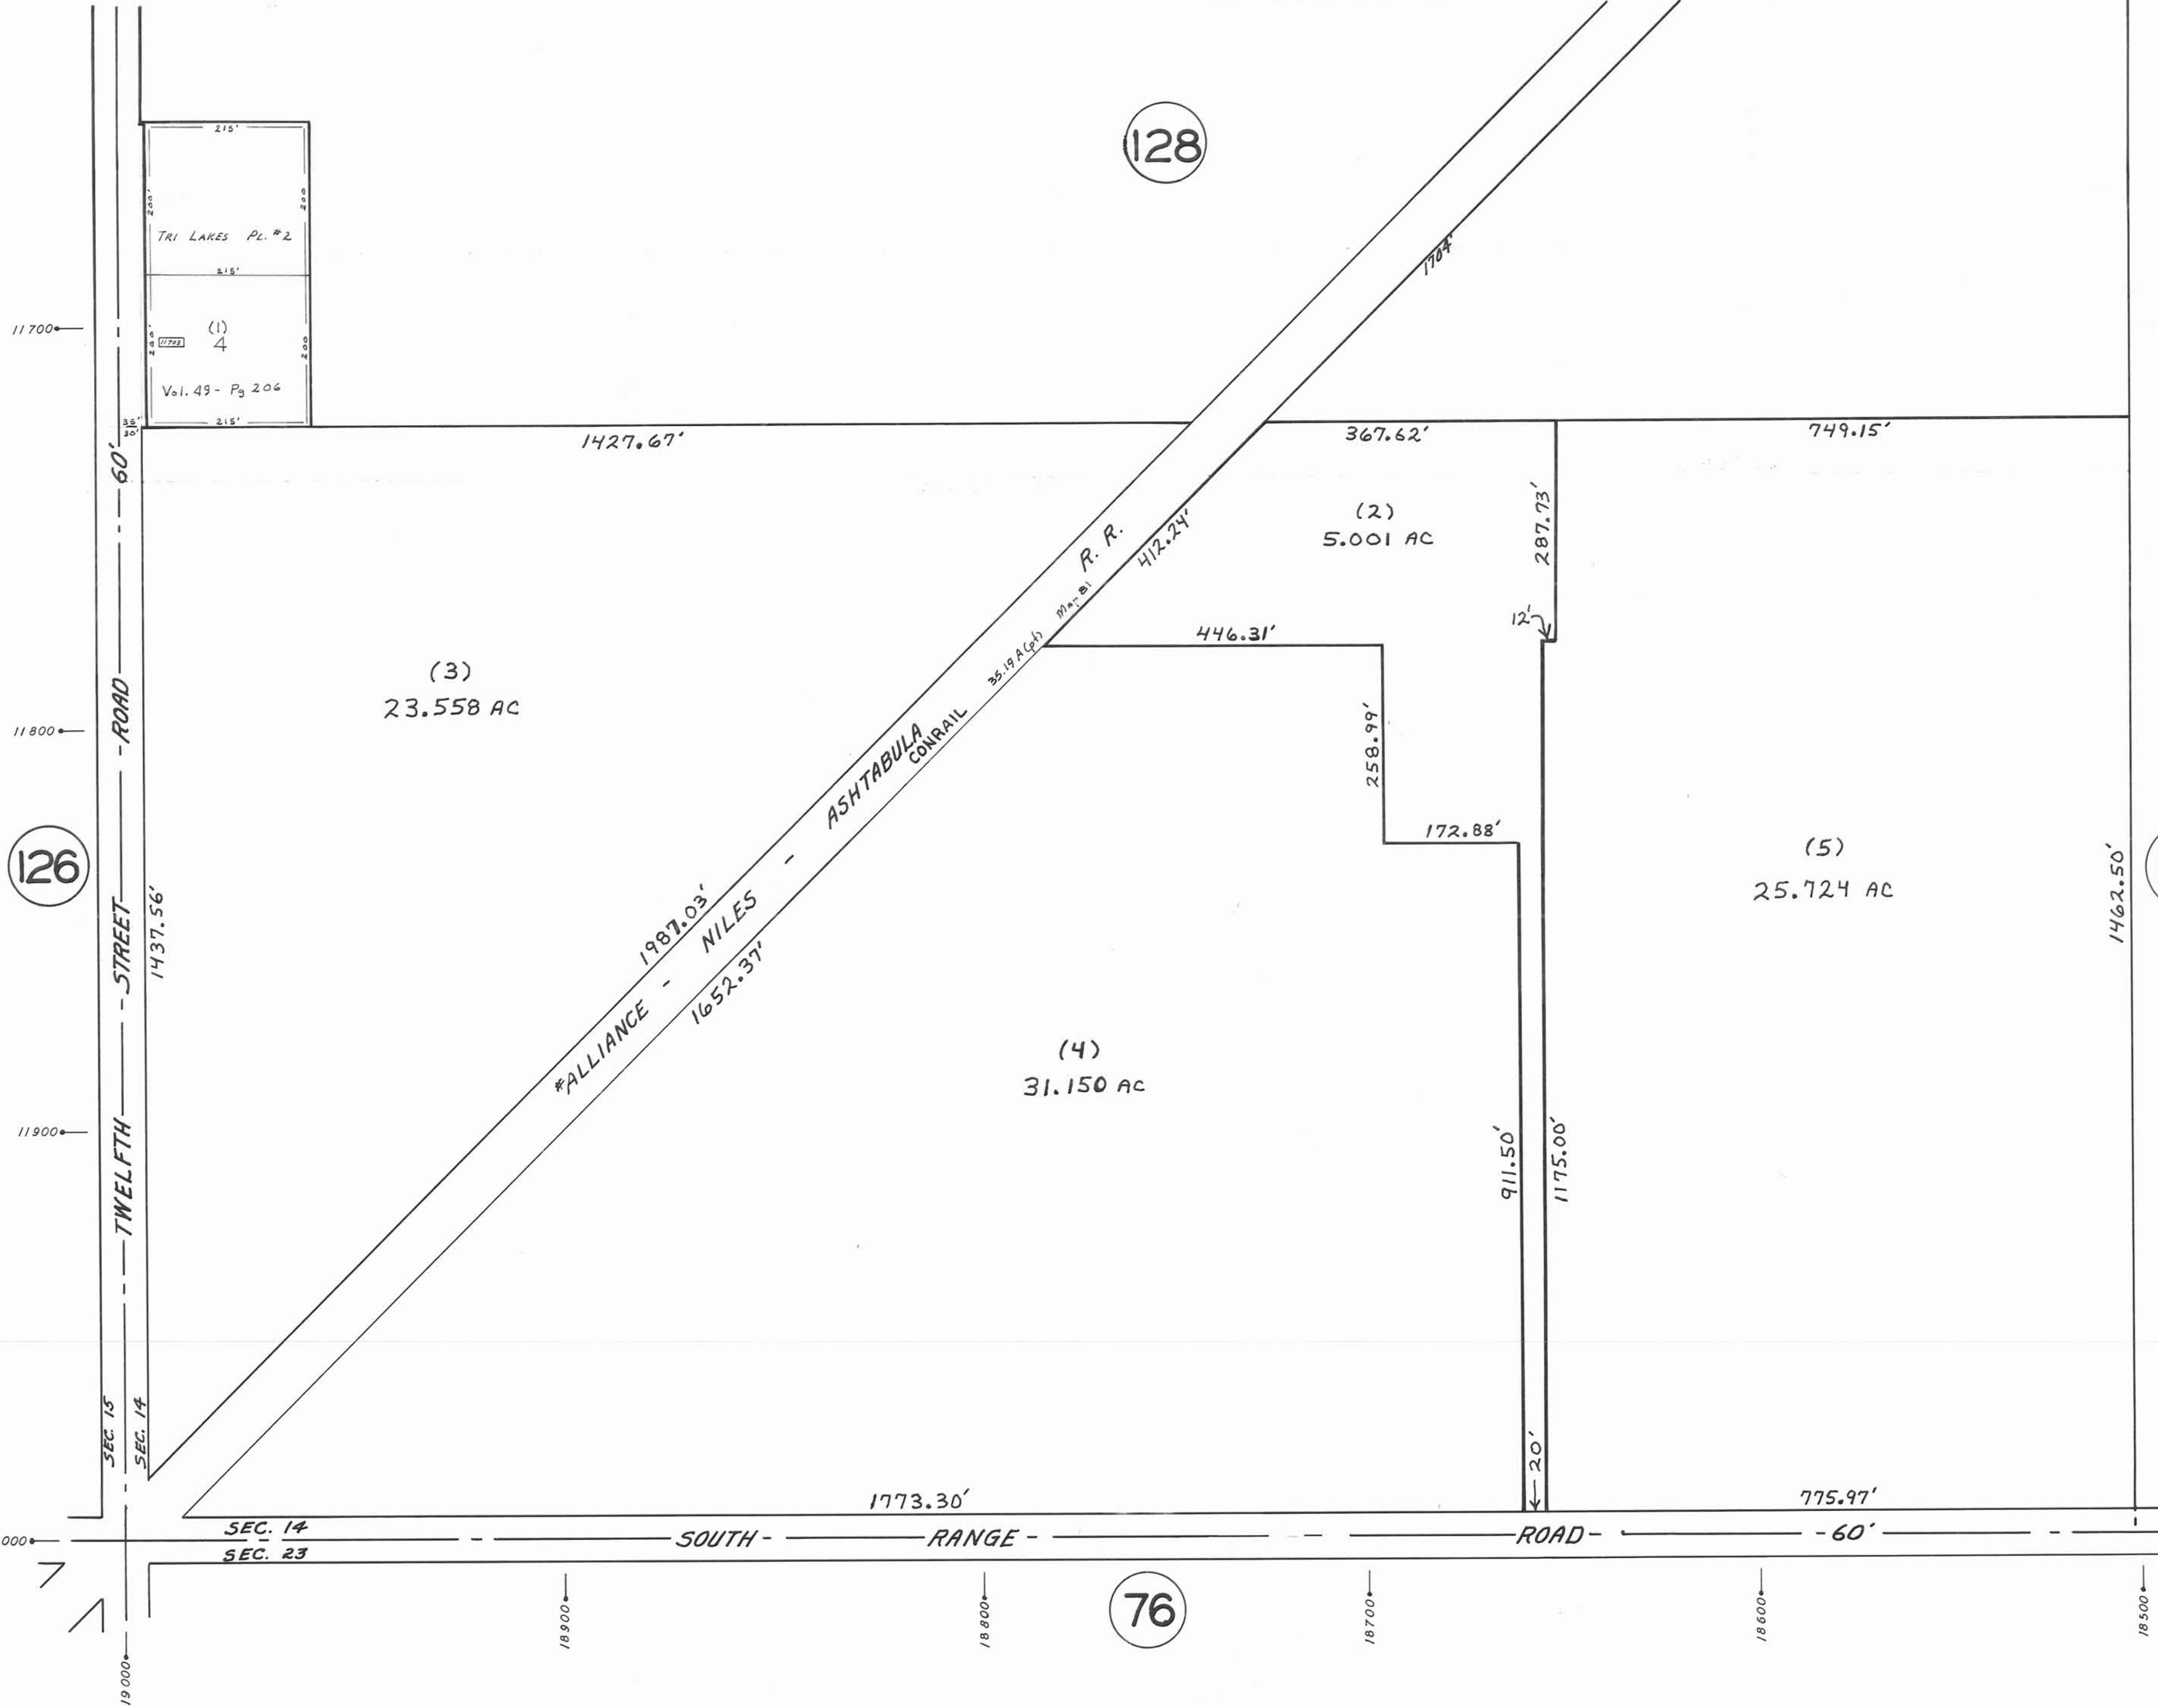 128
215'
200'
200
TRI LAKES PL. #2
215'
11700
(1)
11703
4
200'
200
Vol. 49 - Pg 206
215'
35'
30'
1704'
1427.67'
367.62'
749.15'
60'
(2)
5.001 AC
287.73'
R. R.
412.24'
12'
446.31'
35.19 A (pt)
(3)
23.558 AC
ROAD
11800
258.99'
ASHTABULA
CONRAIL
172.88'
(5)
25.724 AC
126
1437.56'
STREET
1987.03'
NILES
1652.37'
1462.50'
#ALLIANCE
(4)
31.150 AC
11900
TWELFTH
911.50'
1175.00'
SEC. 15
SEC. 14
20'
1773.30'
775.97'
SEC. 14
000
SOUTH - RANGE - ROAD - 60'
SEC. 23
18900
18800
76
18700
18600
18500
19000